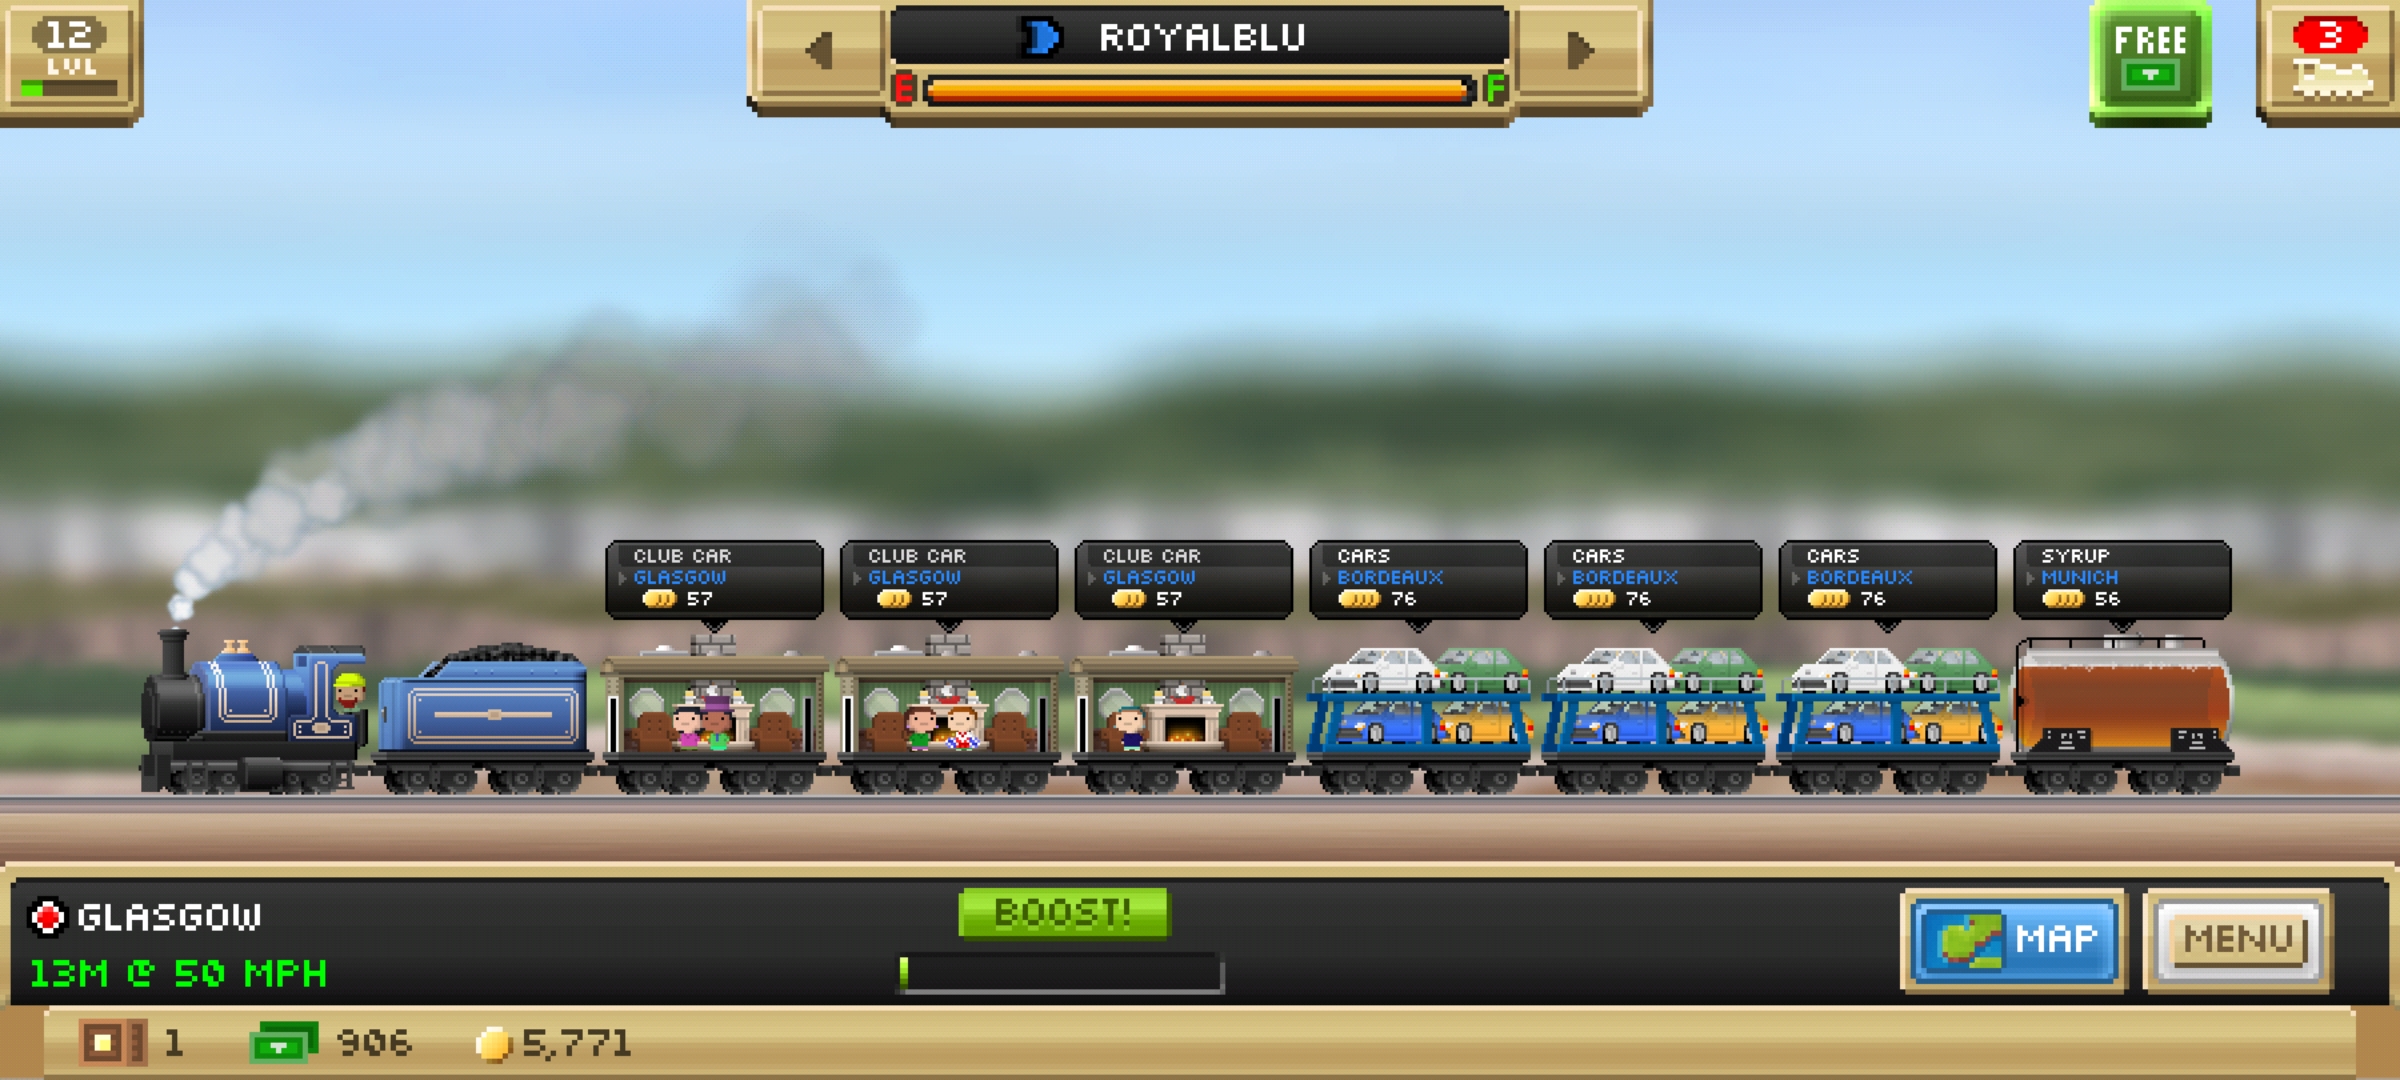 12
LVL
ROYALBLU
E F
FREE
3
CLUB CAR
GLASGOW
57
CLUB CAR
GLASGOW
57
CLUB CAR
GLASGOW
57
CARS
BORDEAUX
76
CARS
BORDEAUX
76
CARS
BORDEAUX
76
SYRUP
MUNICH
56
GLASGOW
13M @ 50 MPH
BOOST!
MAP
MENU
1
906
5,771